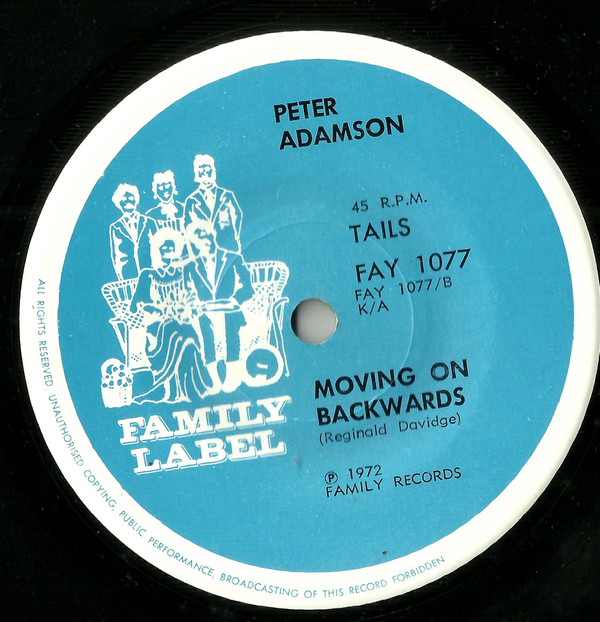 PETER
ADAMSON
45 R.P.M.
TAILS
FAY 1077
FAY 1077/B
K/A
MOVING ON
BACKWARDS
(Reginald Davidge)
℗ 1972
FAMILY RECORDS
FAMILY
LABEL
ALL RIGHTS RESERVED. UNAUTHORISED COPYING, PUBLIC PERFORMANCE, BROADCASTING OF THIS RECORD FORBIDDEN